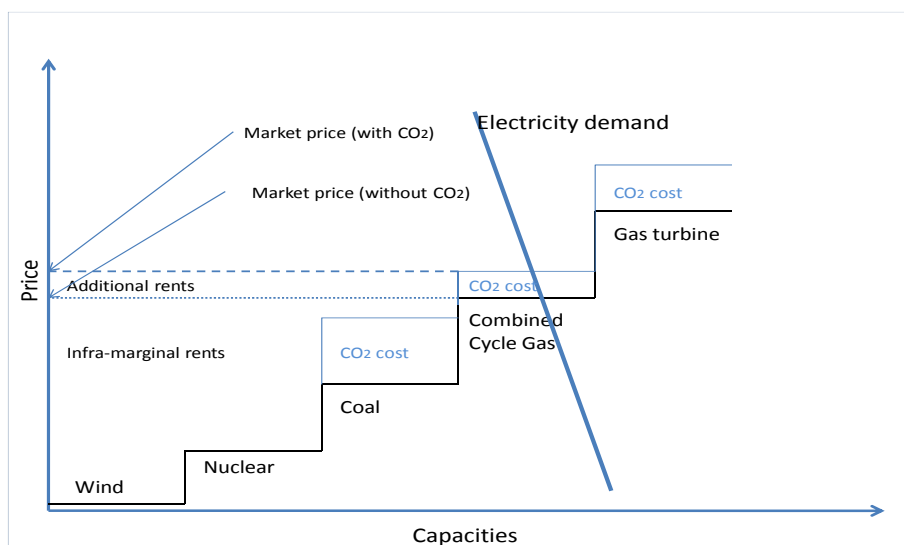 Electricity demand
Market price (with CO2)
Market price (without CO2)
CO2 cost
Gas turbine
Price
Additional rents
CO2 cost
Combined
Cycle Gas
Infra-marginal rents
CO2 cost
Coal
Nuclear
Wind
Capacities